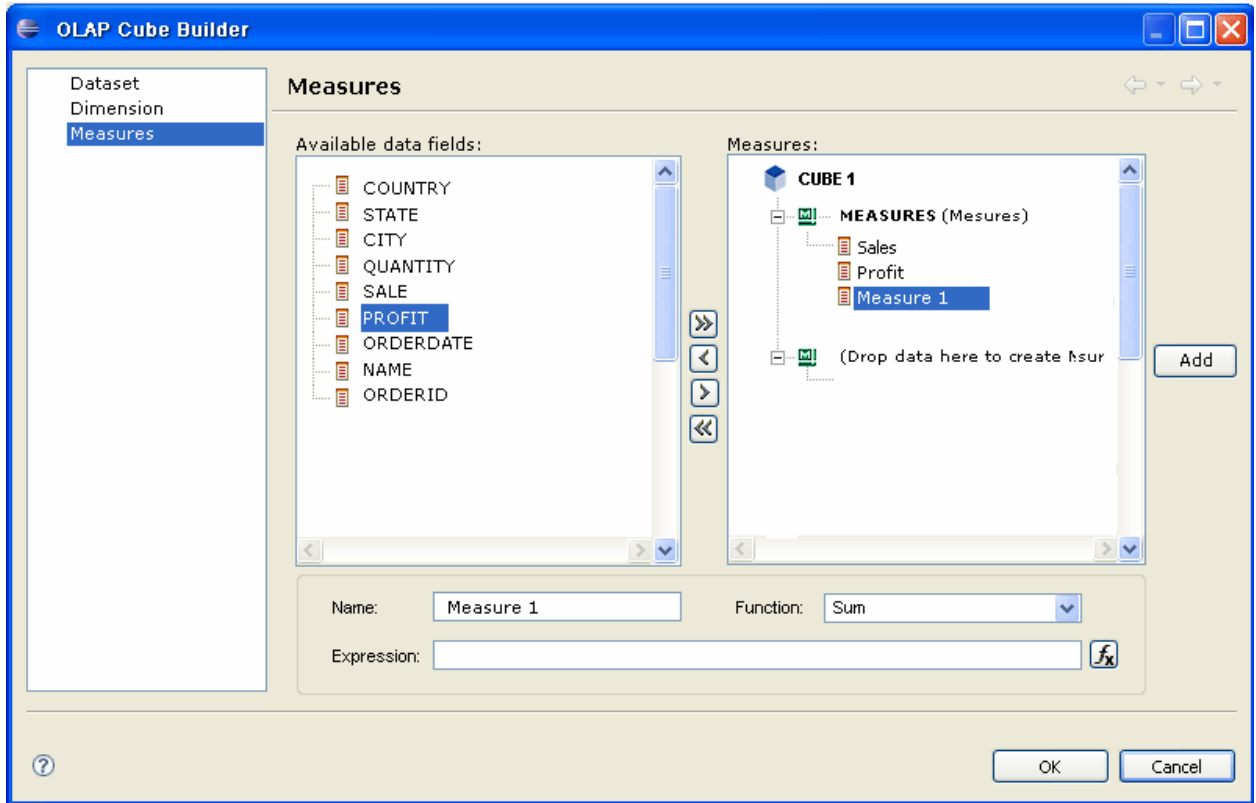 OLAP Cube Builder
Dataset
Dimension
Measures
Measures
Available data fields:
COUNTRY
STATE
CITY
QUANTITY
SALE
PROFIT
ORDERDATE
NAME
ORDERID
Measures:
CUBE 1
MEASURES (Mesures)
Sales
Profit
Measure 1
(Drop data here to create
Add
Name: Measure 1
Function: Sum
Expression:
fx
OK
Cancel